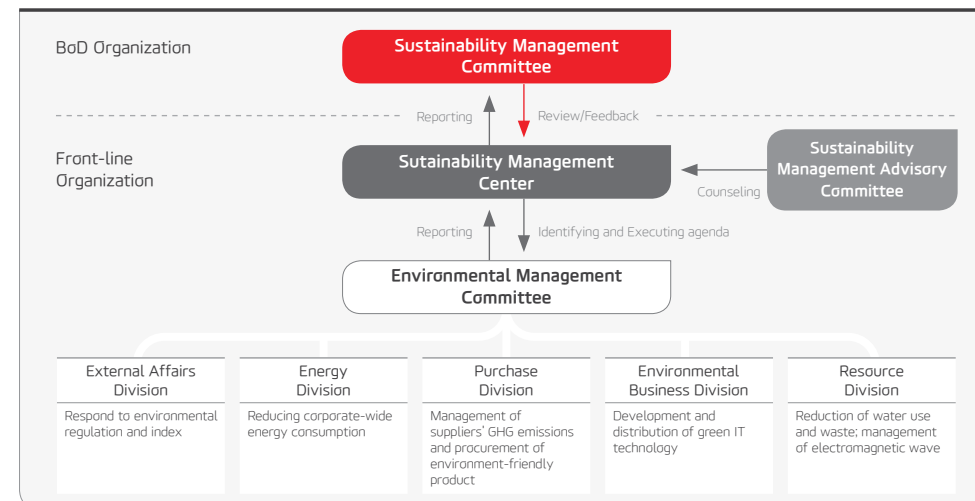 BoD Organization
Sustainability Management
Committee
Reporting
Review/Feedback
Front-line
Organization
Sutainability Management
Center
Sustainability
Management Advisory
Committee
Counseling
Reporting
Identifying and Executing agenda
Environmental Management
Committee
External Affairs
Division
Respond to environmental
regulation and index
Energy
Division
Reducing corporate-wide
energy consumption
Purchase
Division
Management of
suppliers' GHG emissions
and procurement of
environment-friendly
product
Environmental
Business Division
Development and
distribution of green IT
technology
Resource
Division
Reduction of water use
and waste; management
of electromagnetic wave